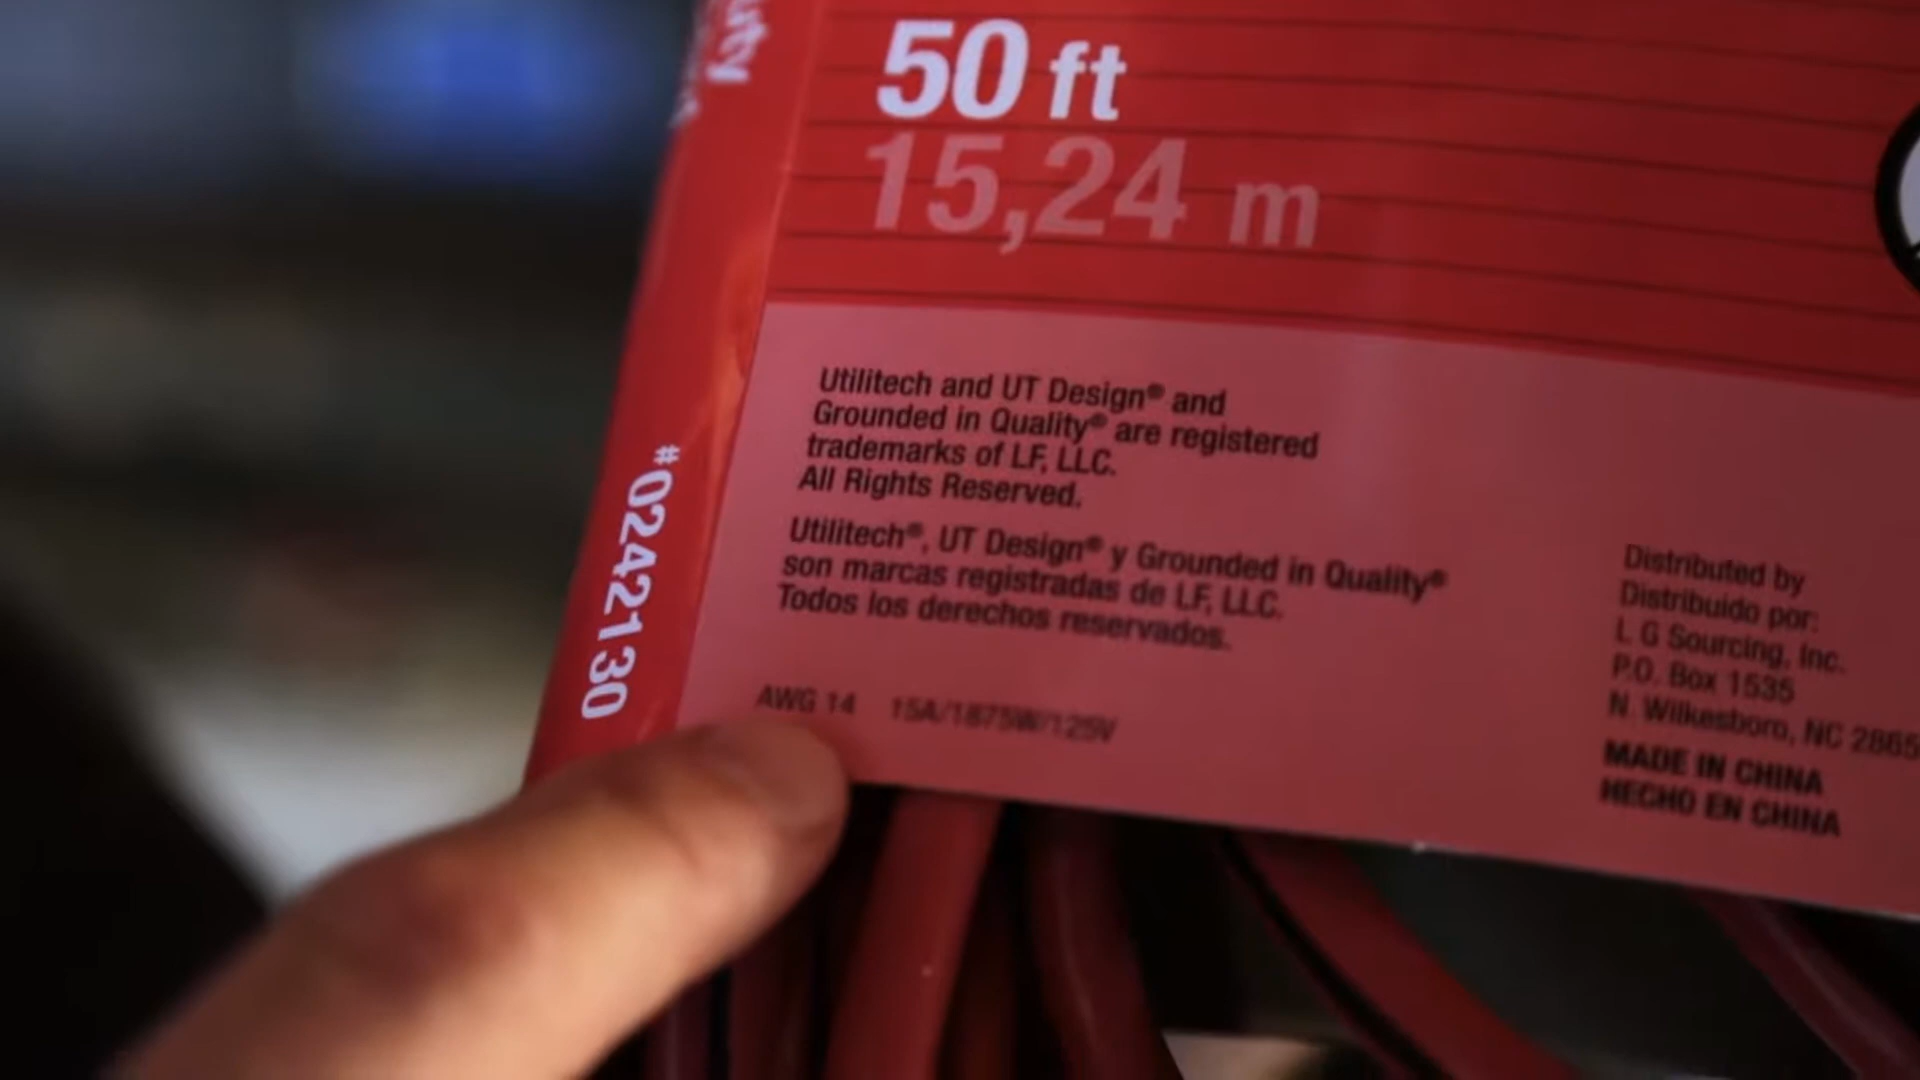 50 ft
15,24 m
Utilitech and UT Design® and
Grounded in Quality® are registered
trademarks of LF, LLC.
All Rights Reserved.
Utilitech®, UT Design® y Grounded in Quality®
son marcas registradas de LF, LLC.
Todos los derechos reservados.
AWG 14 15A/1875W/125V
Distributed by
Distribuido por:
L G Sourcing, Inc.
P.O. Box 1535
N. Wilkesboro, NC 2865
MADE IN CHINA
HECHO EN CHINA
#0242130